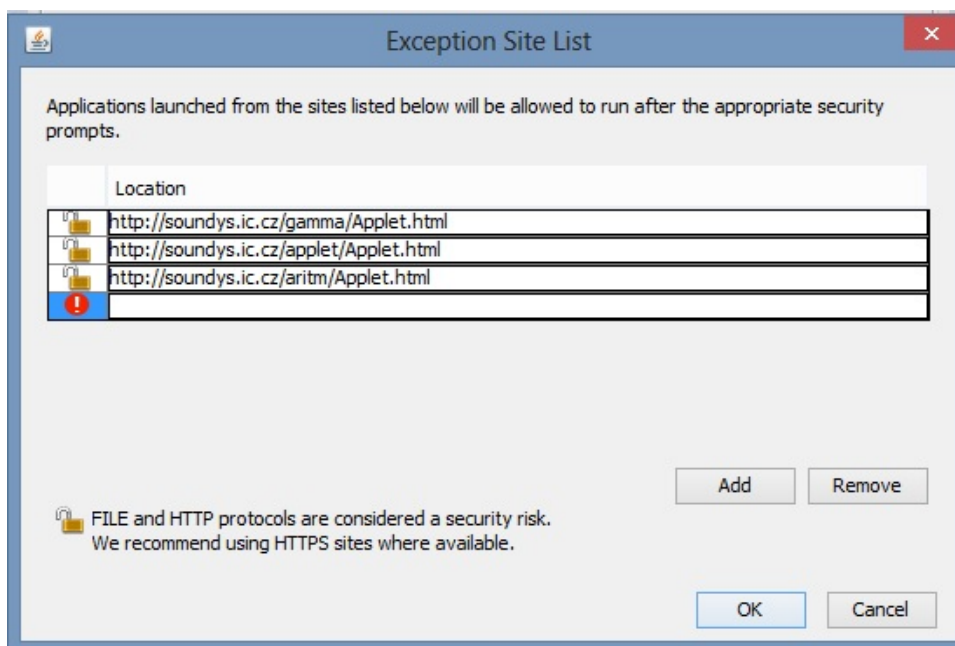 Exception Site List
Applications launched from the sites listed below will be allowed to run after the appropriate security
prompts.
Location
http://soundys.ic.cz/gamma/Applet.html
http://soundys.ic.cz/applet/Applet.html
http://soundys.ic.cz/aritm/Applet.html
Add Remove
FILE and HTTP protocols are considered a security risk.
We recommend using HTTPS sites where available.
OK Cancel